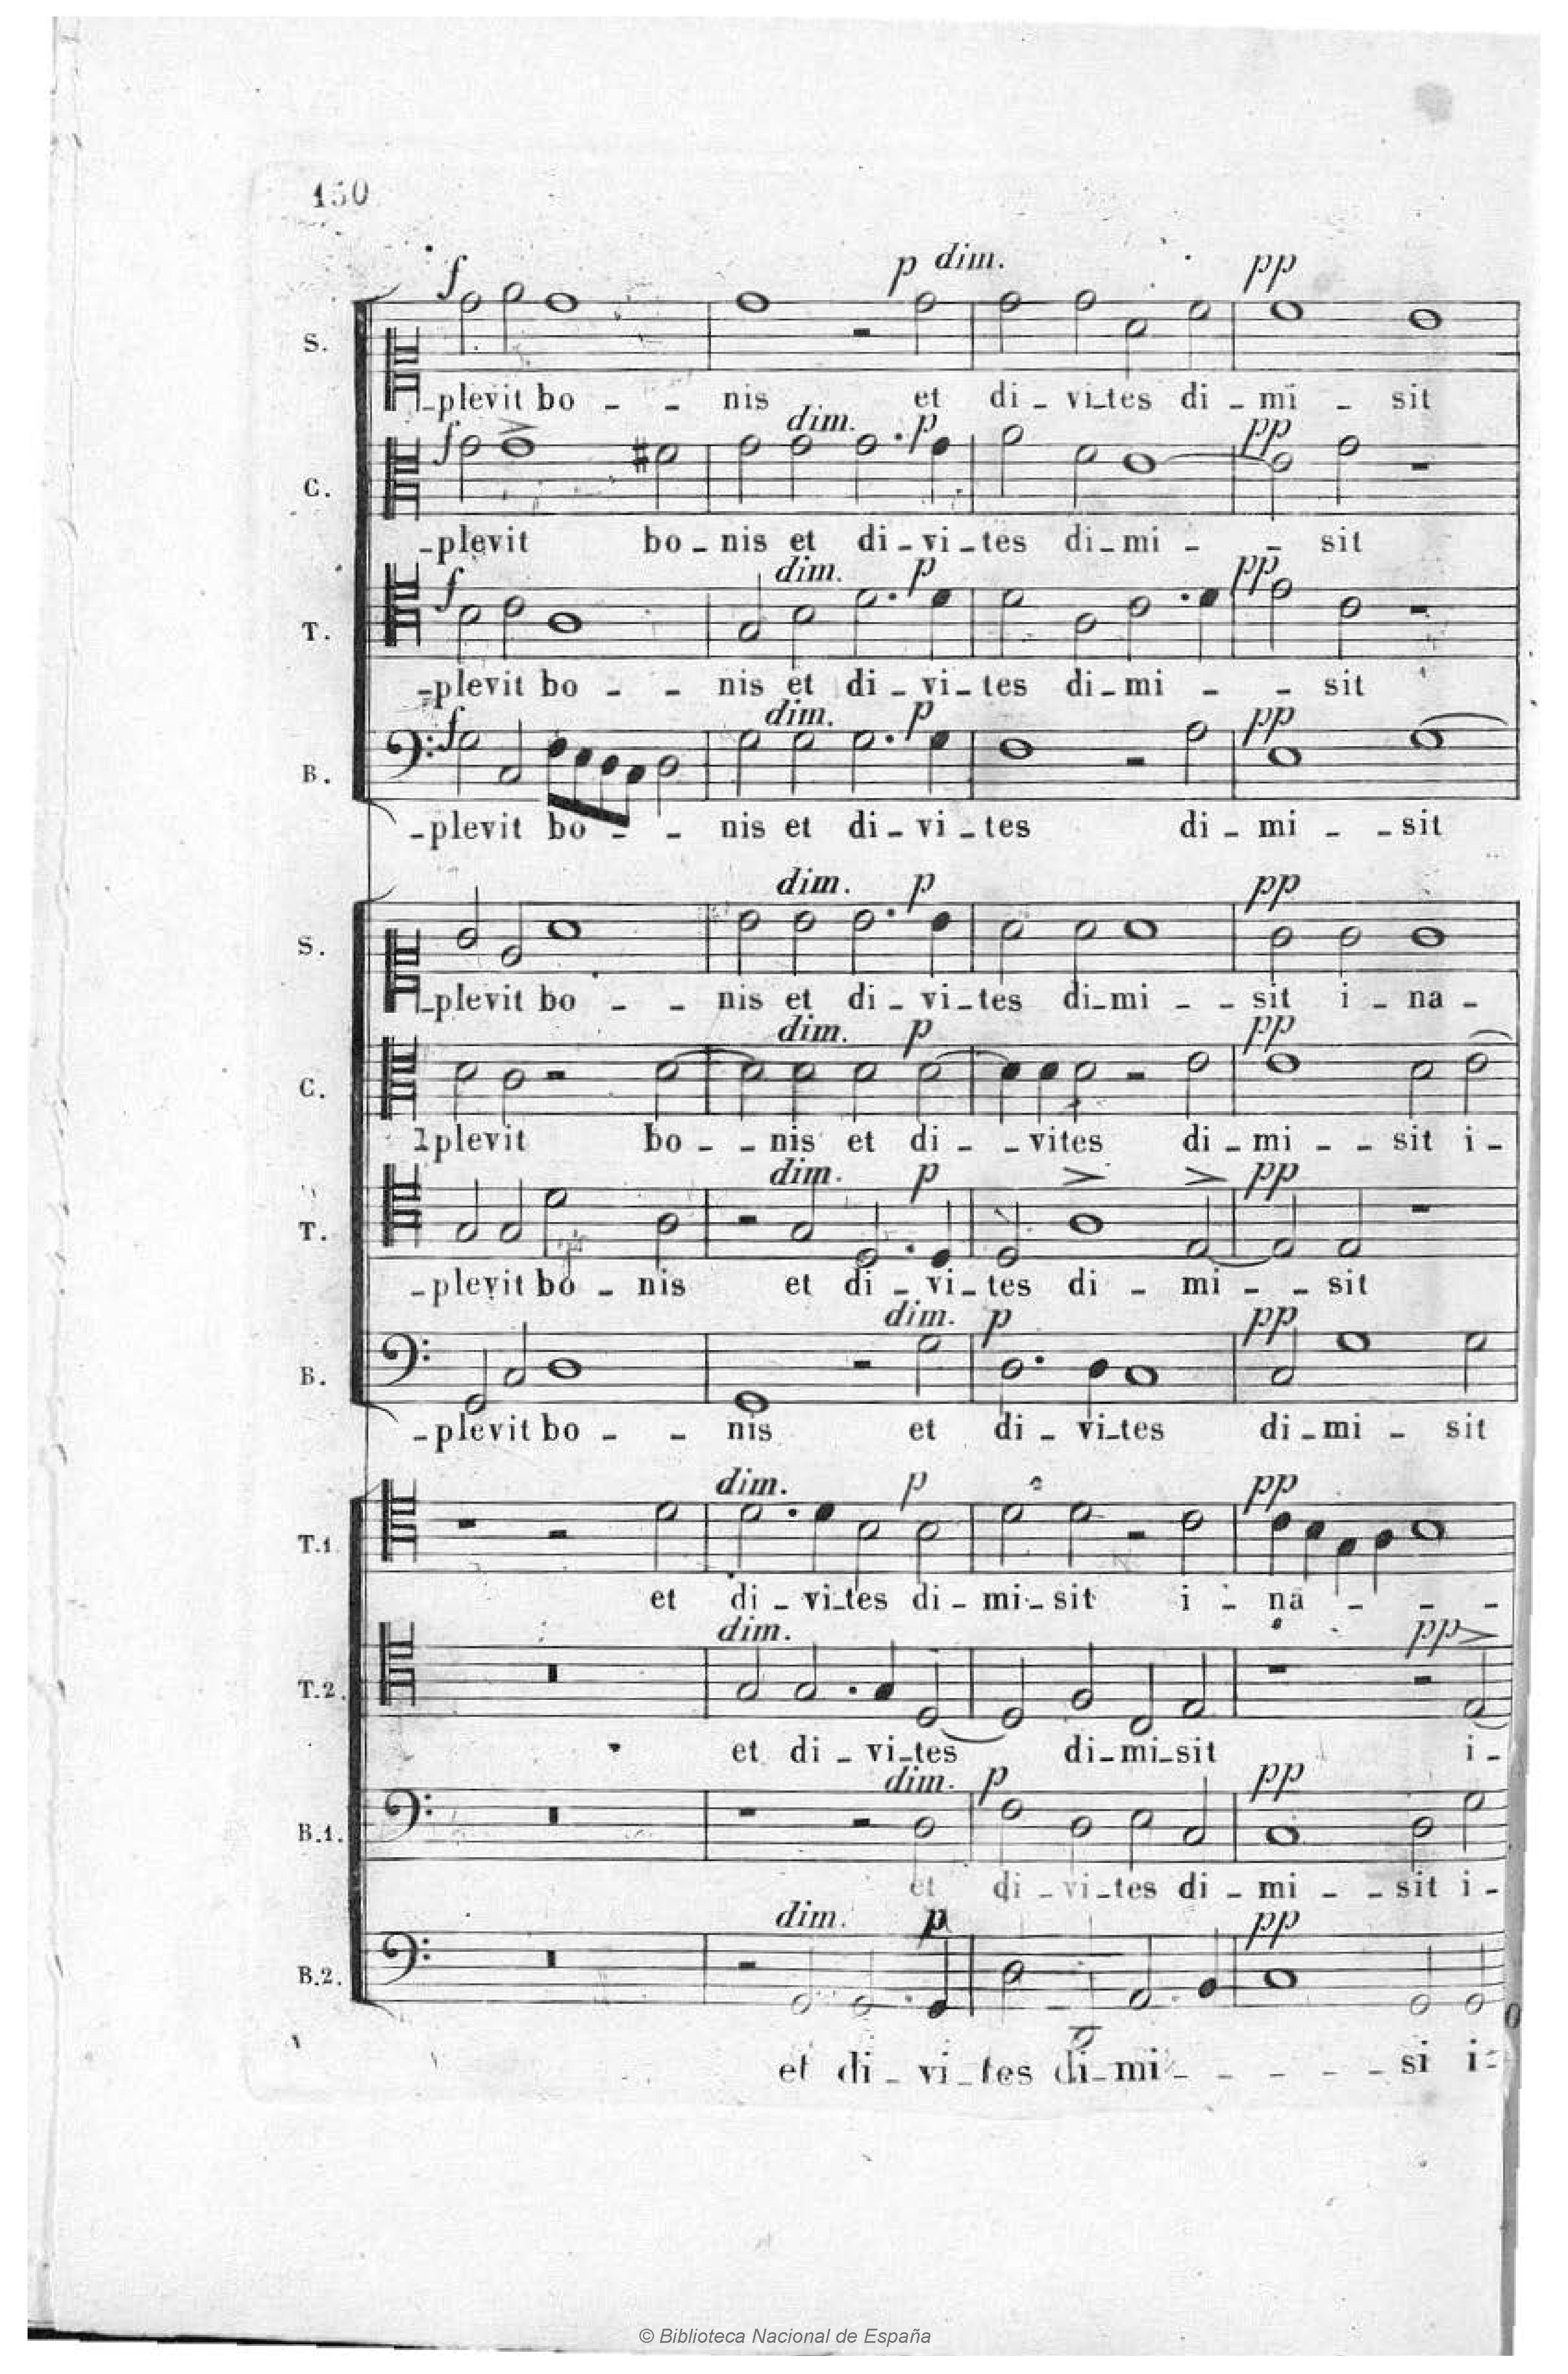 150
f p dim. pp
S.
-plevit bo - - nis et di - vi-tes di - mi - sit
f dim. p pp
C.
-plevit bo - nis et di - vi - tes di - mi - - sit
f dim. p pp
T.
-plevit bo - - nis et di - vi - tes di - mi - - sit
f dim. p pp
B.
-plevit bo - - nis et di - vi - tes di - mi - - sit
dim. p pp
S.
-plevit bo - - nis et di - vi - tes di - mi - - sit i - na -
dim. p pp
C.
plevit bo - - nis et di - - vites di - mi - - sit i -
dim. p pp
T.
-plevit bo - nis et di - vi - tes di - mi - - sit
dim. p pp
B.
-plevit bo - - nis et di - vi-tes di - mi - sit
dim. p pp
T.1
et di - vi-tes di - mi - sit i - na - - -
dim. pp
T.2.
et di - vi-tes di - mi - sit i -
dim. p pp
B.1.
et di - vi - tes di - mi - - sit i -
dim. p pp
B.2.
et di - vi - tes di - mi - - - - - si i -
© Biblioteca Nacional de España